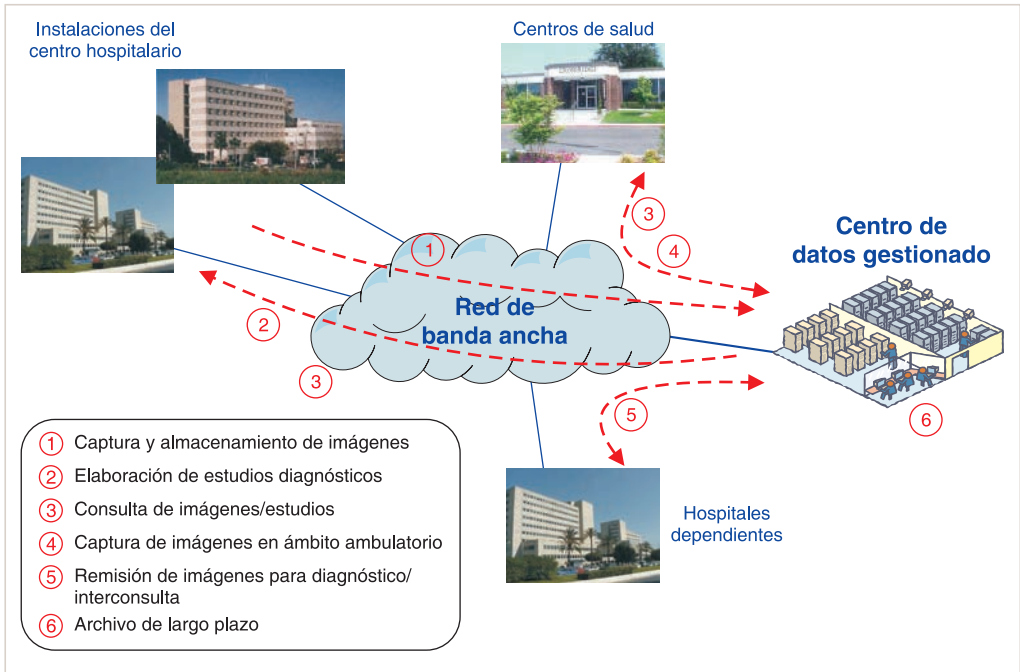 Instalaciones del
centro hospitalario
Centros de salud
1
3
4
Centro de
datos gestionado
Red de
banda ancha
2
3
5
6
Hospitales
dependientes
1 Captura y almacenamiento de imágenes
2 Elaboración de estudios diagnósticos
3 Consulta de imágenes/estudios
4 Captura de imágenes en ámbito ambulatorio
5 Remisión de imágenes para diagnóstico/
interconsulta
6 Archivo de largo plazo